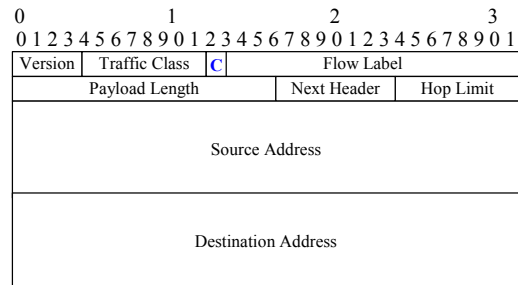 0 1 2 3
0 1 2 3 4 5 6 7 8 9 0 1 2 3 4 5 6 7 8 9 0 1 2 3 4 5 6 7 8 9 0 1
Version Traffic Class C Flow Label
Payload Length Next Header Hop Limit
Source Address
Destination Address